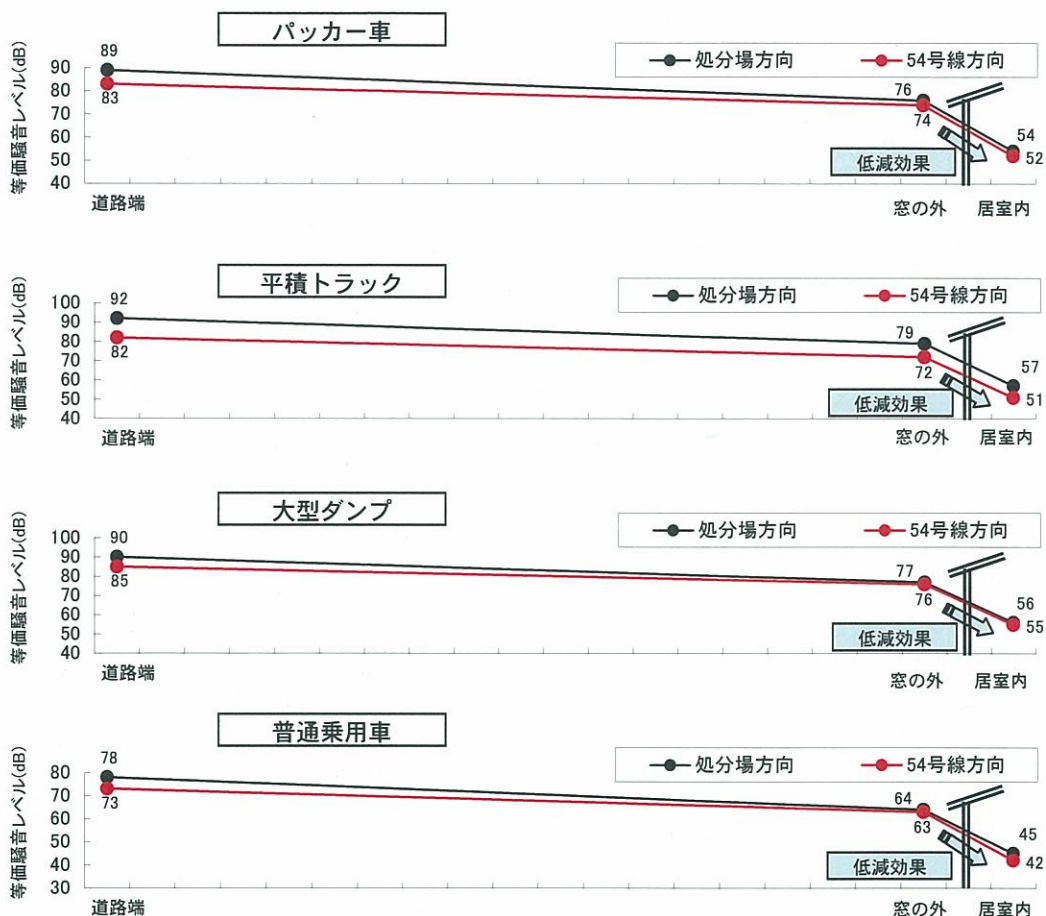 パッカー車
処分場方向 54号線方向
等価騒音レベル(dB)
90
80
70
60
50
40
89
83
76
74
54
52
低減効果
道路端 窓の外 居室内
平積トラック
処分場方向 54号線方向
等価騒音レベル(dB)
100
90
80
70
60
50
40
92
82
79
72
57
51
低減効果
道路端 窓の外 居室内
大型ダンプ
処分場方向 54号線方向
等価騒音レベル(dB)
100
90
80
70
60
50
40
90
85
77
76
56
55
低減効果
道路端 窓の外 居室内
普通乗用車
処分場方向 54号線方向
等価騒音レベル(dB)
80
70
60
50
40
30
78
73
64
63
45
42
低減効果
道路端 窓の外 居室内